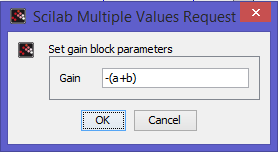 Scilab Multiple Values Request
Set gain block parameters
Gain -(a+b)
OK Cancel